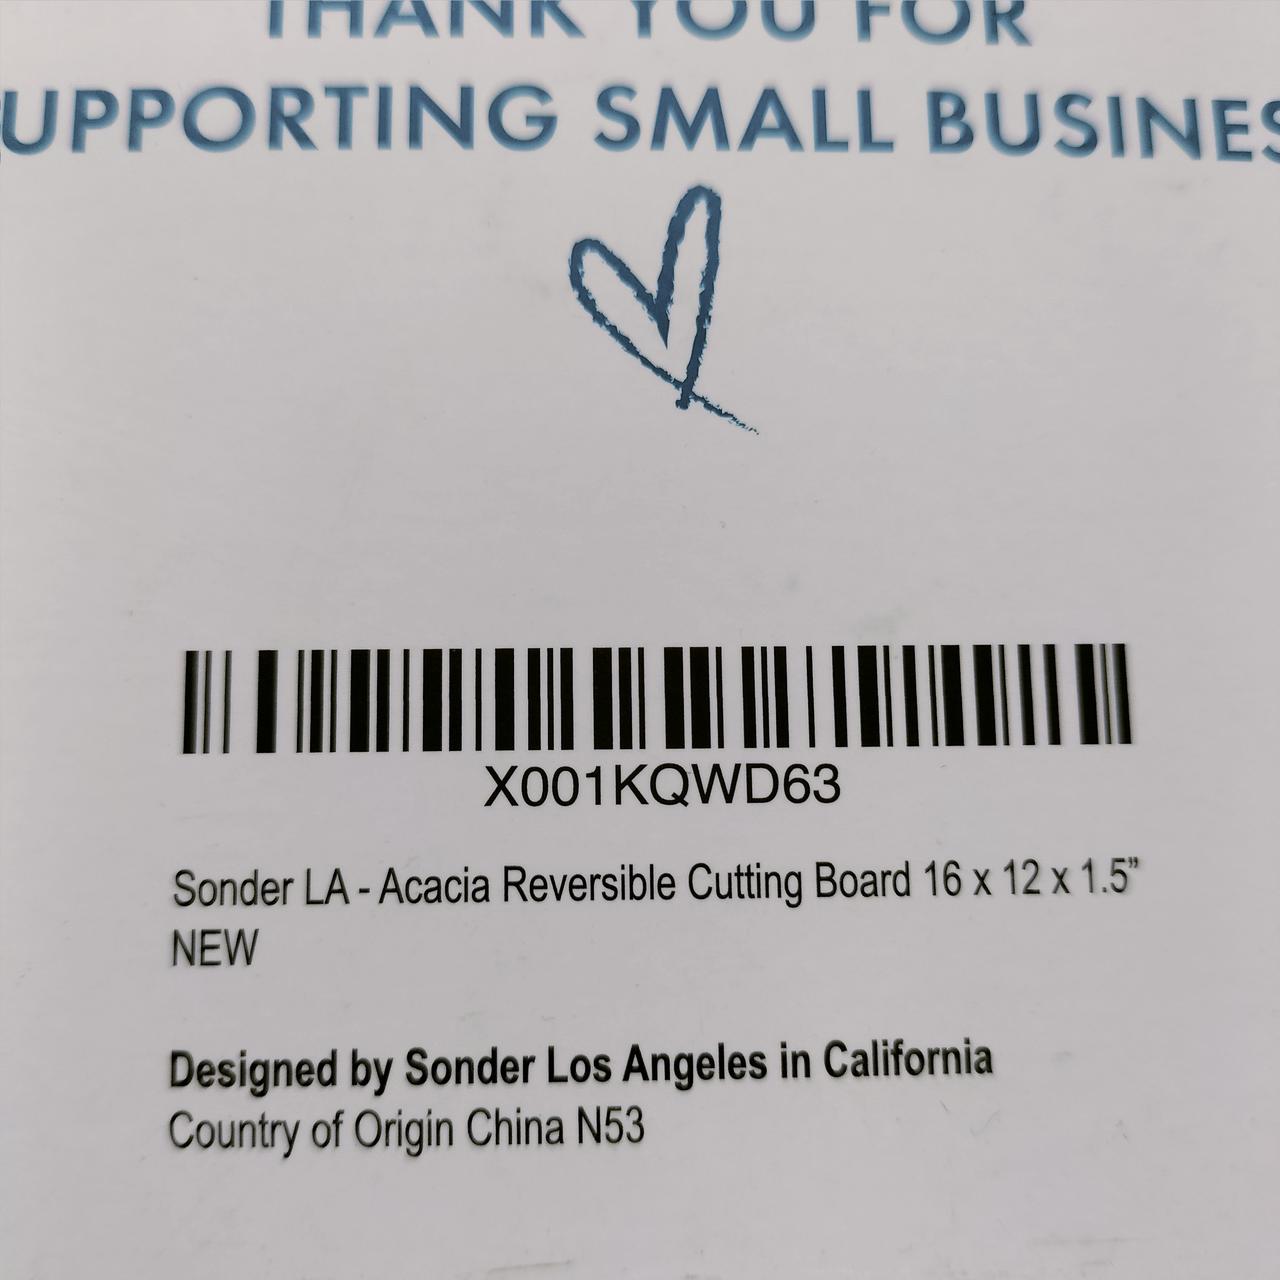 THANK YOU FOR
SUPPORTING SMALL BUSINES
X001KQWD63
Sonder LA - Acacia Reversible Cutting Board 16 x 12 x 1.5”
NEW
Designed by Sonder Los Angeles in California
Country of Origin China N53